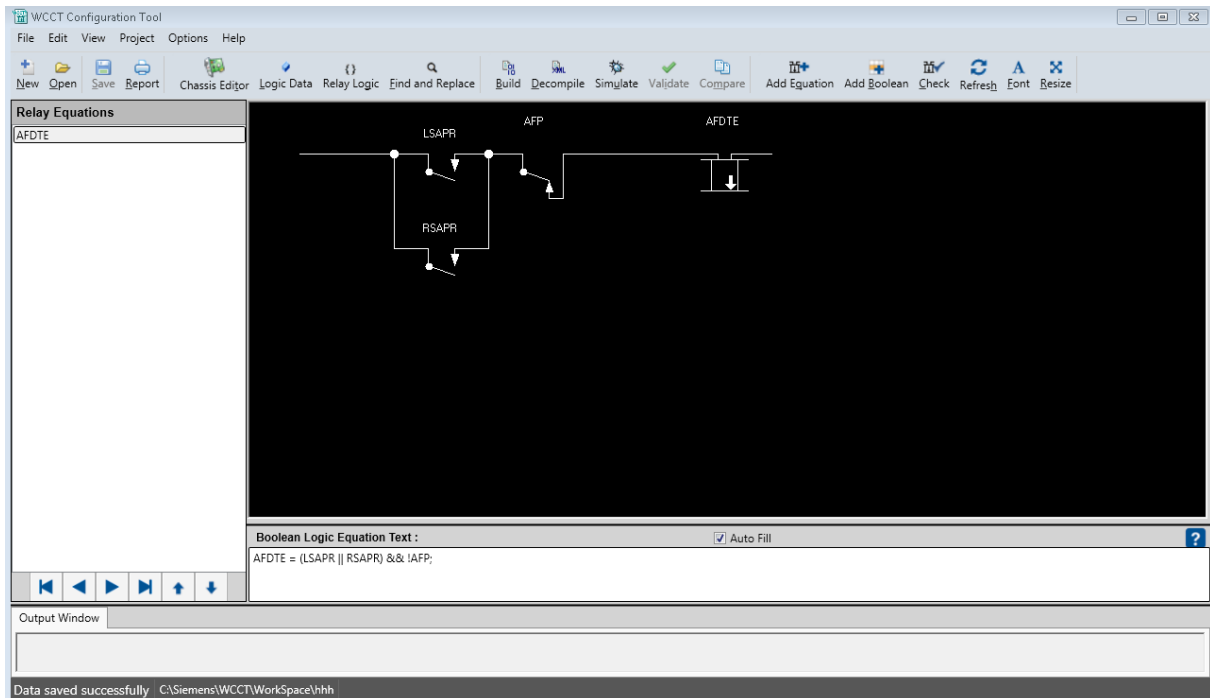 WCCT Configuration Tool
File Edit View Project Options Help
New Open Save Report Chassis Editor Logic Data Relay Logic Find and Replace Build Decompile Simulate Validate Compare Add Equation Add Boolean Check Refresh Font Resize
Relay Equations
AFDTE
LSAPR AFP AFDTE
RSAPR
Boolean Logic Equation Text : Auto Fill ?
AFDTE = (LSAPR || RSAPR) && !AFP;
Output Window
Data saved successfully C:\Siemens\WCCT\WorkSpace\hhh